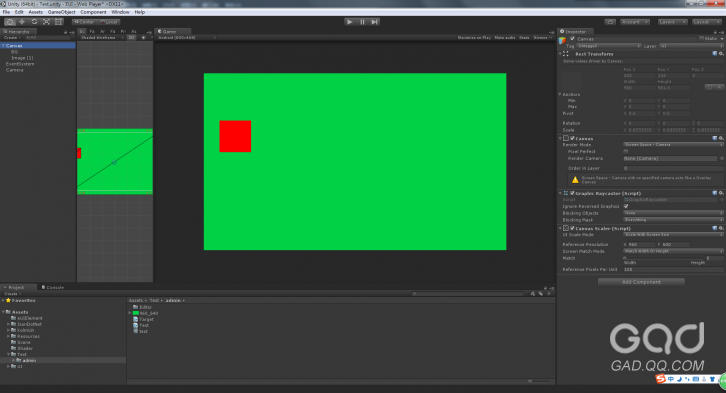 Unity (64bit) - Test.unity - TUI - Web Player* <DX11>
File Edit Assets GameObject Component Window Help
Center Local
Account Layers Layout
Hierarchy
Create
Canvas
BG
Image (1)
EventSystem
Camera
Shaded Wireframe 2D
Game
Maximize on Play Mute audio Stats Gizmos
Inspector
Canvas Static
Tag Untagged Layer UI
Rect Transform
Some values driven by Canvas.
Pos X Pos Y Pos Z
Width Height
Anchors
Min
Max
Pivot
Rotation
Scale
Canvas
Render Mode Screen Space - Camera
Pixel Perfect
Render Camera None (Camera)
Order in Layer 0
Screen Space - Camera with no specified camera acts like a Overlay
Canvas
Graphic Raycaster (Script)
Script GraphicRaycaster
Ignore Reversed Graphics
Blocking Objects None
Blocking Mask Everything
Canvas Scaler (Script)
UI Scale Mode Scale With Screen Size
Reference Resolution X 960 Y 640
Screen Match Mode Match Width Or Height
Match 0
Width Height
Reference Pixels Per Unit 100
Add Component
Project Console
Create
Favorites
Assets
Resources
Scene
Shader
Test
admin
UI
Assets Test admin
Editor
960_640
Target
Test
test
Gad
GAD.QQ.COM
中